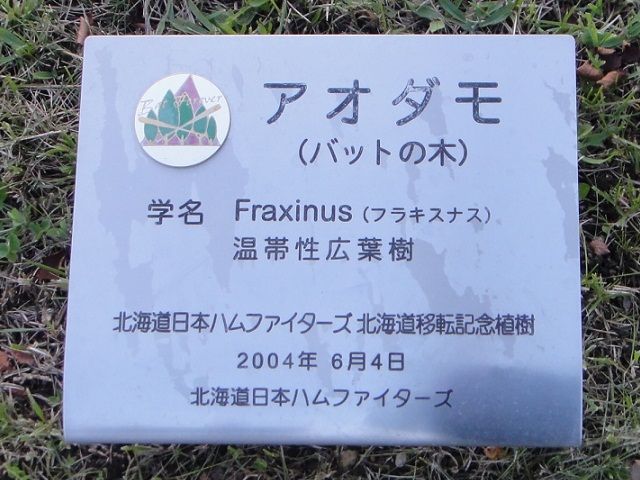 Bat Forever
アオダモ
(バットの木)
学名 Fraxinus (フラキスナス)
温帯性広葉樹
北海道日本ハムファイターズ 北海道移転記念植樹
2004年 6月4日
北海道日本ハムファイターズ